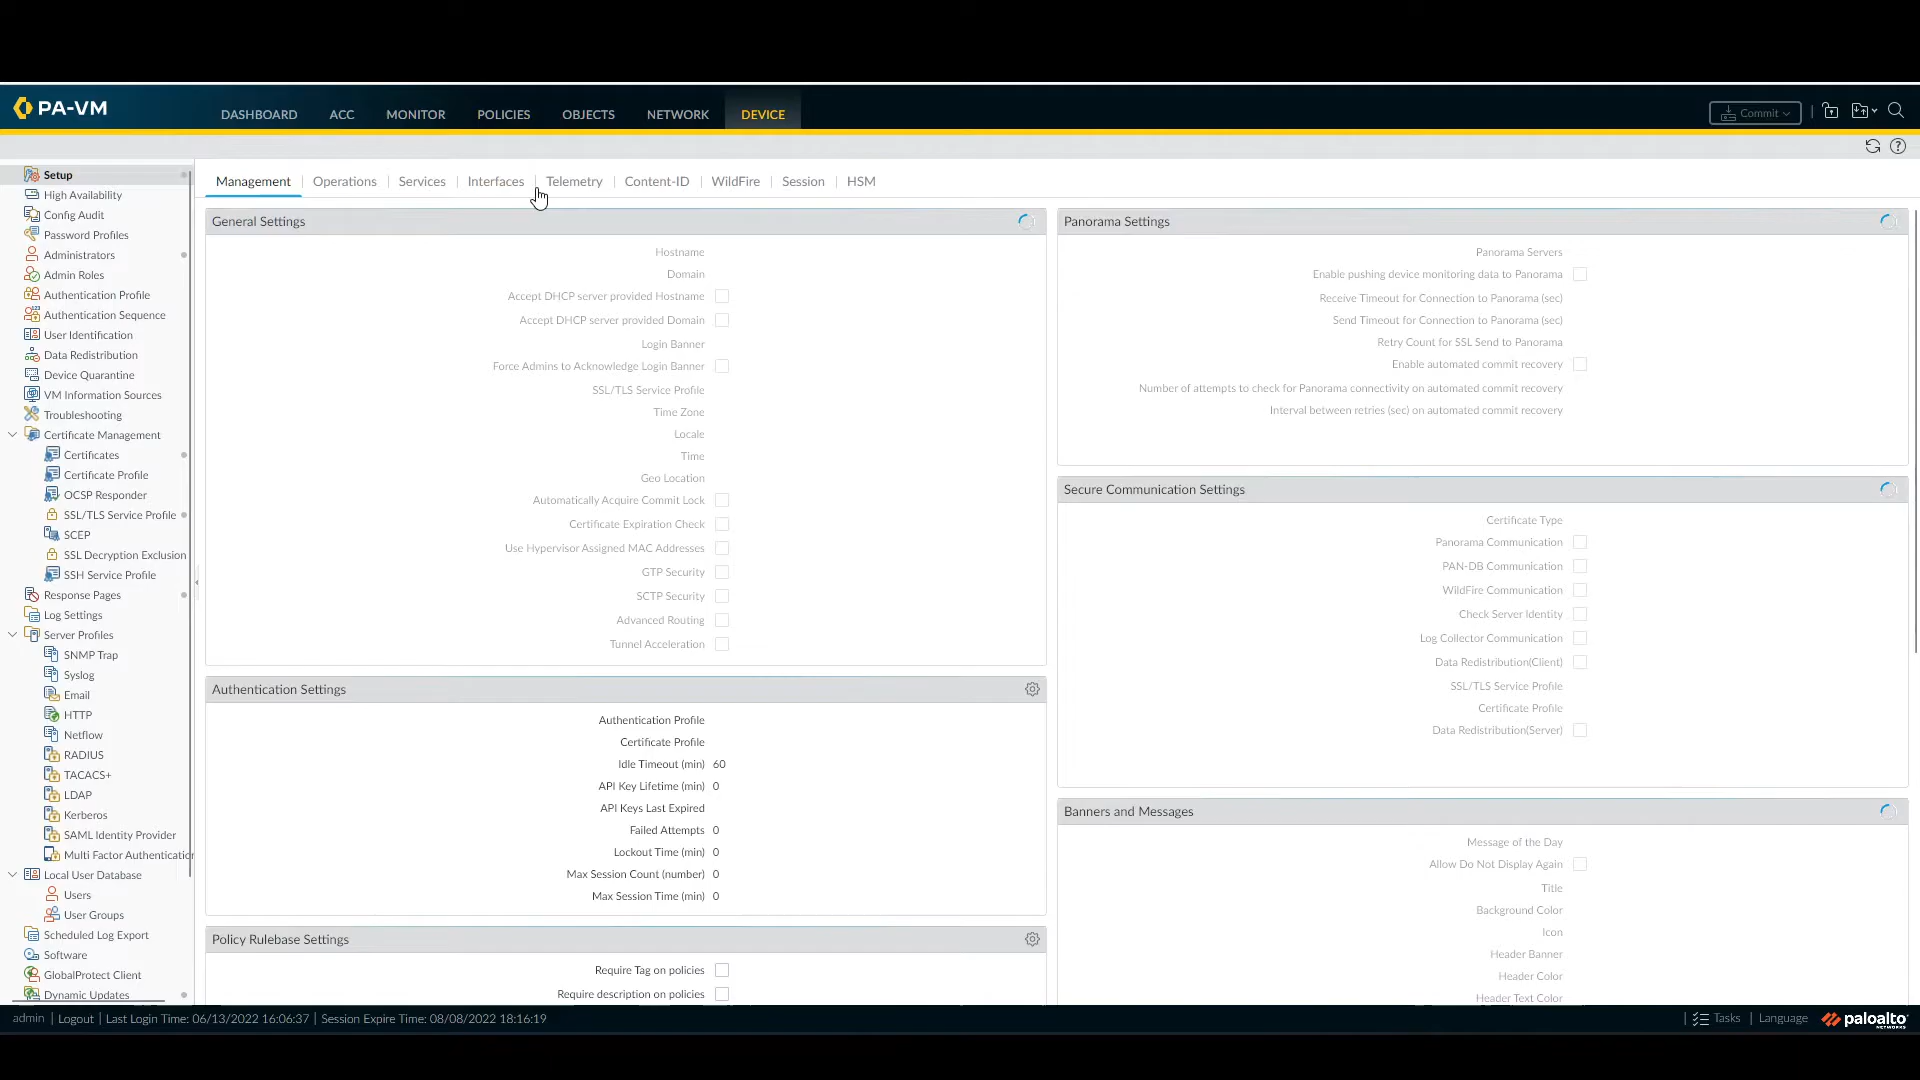 PA-VM
DASHBOARD ACC MONITOR POLICIES OBJECTS NETWORK DEVICE
Commit
Setup
High Availability
Config Audit
Password Profiles
Administrators
Admin Roles
Authentication Profile
Authentication Sequence
User Identification
Data Redistribution
Device Quarantine
VM Information Sources
Troubleshooting
Certificate Management
Certificates
Certificate Profile
OCSP Responder
SSL/TLS Service Profile
SCEP
SSL Decryption Exclusion
SSH Service Profile
Response Pages
Log Settings
Server Profiles
SNMP Trap
Syslog
Email
HTTP
Netflow
RADIUS
TACACS+
LDAP
Kerberos
SAML Identity Provider
Multi Factor Authentication
Local User Database
Users
User Groups
Scheduled Log Export
Software
GlobalProtect Client
Dynamic Updates
Management | Operations | Services | Interfaces | Telemetry | Content-ID | WildFire | Session | HSM
General Settings
Hostname
Domain
Accept DHCP server provided Hostname
Accept DHCP server provided Domain
Login Banner
Force Admins to Acknowledge Login Banner
SSL/TLS Service Profile
Time Zone
Locale
Time
Geo Location
Automatically Acquire Commit Lock
Certificate Expiration Check
Use Hypervisor Assigned MAC Addresses
GTP Security
SCTP Security
Advanced Routing
Tunnel Acceleration
Authentication Settings
Authentication Profile
Certificate Profile
Idle Timeout (min) 60
API Key Lifetime (min) 0
API Keys Last Expired
Failed Attempts 0
Lockout Time (min) 0
Max Session Count (number) 0
Max Session Time (min) 0
Policy Rulebase Settings
Require Tag on policies
Require description on policies
Panorama Settings
Panorama Servers
Enable pushing device monitoring data to Panorama
Receive Timeout for Connection to Panorama (sec)
Send Timeout for Connection to Panorama (sec)
Retry Count for SSL Send to Panorama
Enable automated commit recovery
Number of attempts to check for Panorama connectivity on automated commit recovery
Interval between retries (sec) on automated commit recovery
Secure Communication Settings
Certificate Type
Panorama Communication
PAN-DB Communication
WildFire Communication
Check Server Identity
Log Collector Communication
Data Redistribution(Client)
SSL/TLS Service Profile
Certificate Profile
Data Redistribution(Server)
Banners and Messages
Message of the Day
Allow Do Not Display Again
Title
Background Color
Icon
Header Banner
Header Color
Header Text Color
admin | Logout | Last Login Time: 06/13/2022 16:06:37 | Session Expire Time: 08/08/2022 18:16:19
Tasks | Language paloalto NETWORKS